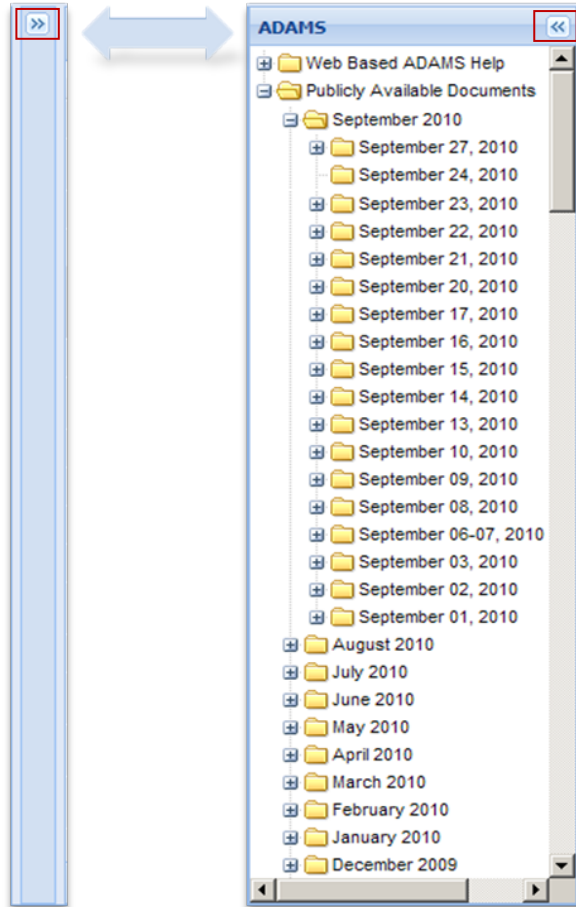 ADAMS
Web Based ADAMS Help
Publicly Available Documents
September 2010
September 27, 2010
September 24, 2010
September 23, 2010
September 22, 2010
September 21, 2010
September 20, 2010
September 17, 2010
September 16, 2010
September 15, 2010
September 14, 2010
September 13, 2010
September 10, 2010
September 09, 2010
September 08, 2010
September 06-07, 2010
September 03, 2010
September 02, 2010
September 01, 2010
August 2010
July 2010
June 2010
May 2010
April 2010
March 2010
February 2010
January 2010
December 2009